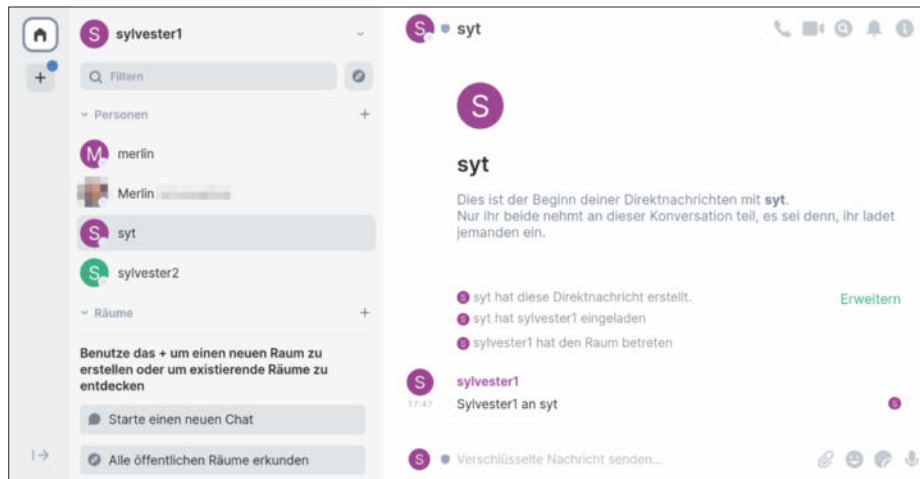 S sylvester1
Filtern
Personen
M merlin
Merlin
S syt
S sylvester2
Räume
Benutze das + um einen neuen Raum zu
erstellen oder um existierende Räume zu
entdecken
Starte einen neuen Chat
Alle öffentlichen Räume erkunden
S syt
S
syt
Dies ist der Beginn deiner Direktnachrichten mit syt.
Nur ihr beide nehmt an dieser Konversation teil, es sei denn, ihr ladet
jemanden ein.
S syt hat diese Direktnachricht erstellt. Erweitern
S syt hat sylvester1 eingeladen
S sylvester1 hat den Raum betreten
S sylvester1
17:47 Sylvester1 an syt S
S Verschlüsselte Nachricht senden...